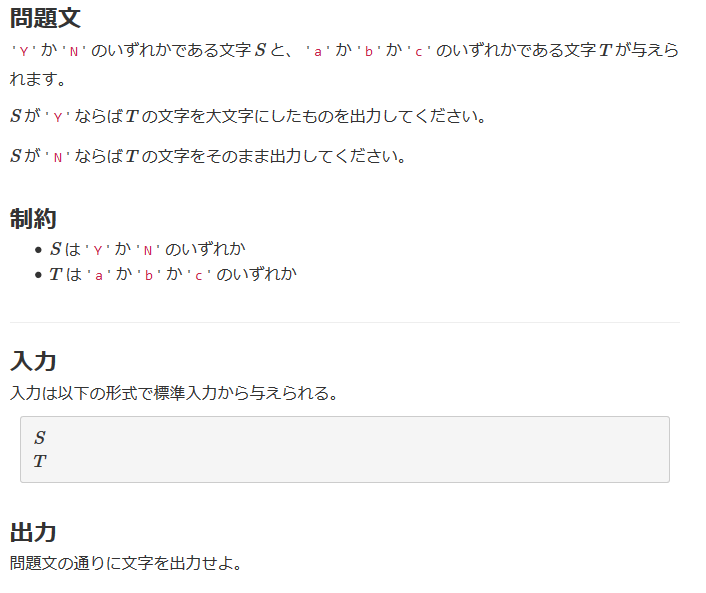 問題文
'Y' か 'N' のいずれかである文字 S と、 'a' か 'b' か 'c' のいずれかである文字 T が与えら
れます。
S が 'Y' ならば T の文字を大文字にしたものを出力してください。
S が 'N' ならば T の文字をそのまま出力してください。
制約
• S は 'Y' か 'N' のいずれか
• T は 'a' か 'b' か 'c' のいずれか
入力
入力は以下の形式で標準入力から与えられる。
S
T
出力
問題文の通りに文字を出力せよ。